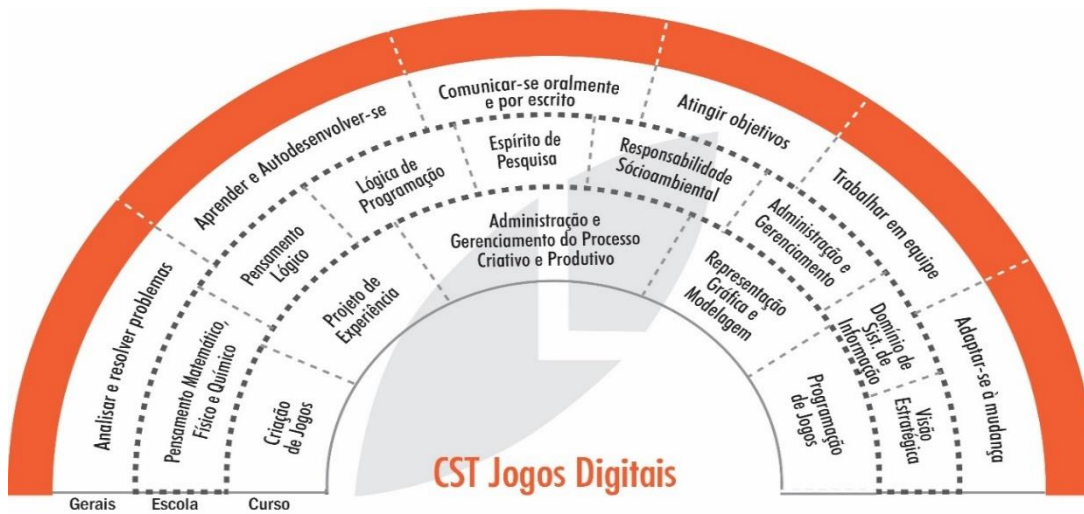 Analisar e resolver problemas
Aprender e Autodesenvolver-se
Comunicar-se oralmente
e por escrito
Atingir objetivos
Trabalhar em equipe
Adaptar-se à mudança
Pensamento Matemático,
Físico e Químico
Pensamento
Lógico
Lógica de
Programação
Espírito de
Pesquisa
Responsabilidade
Sócioambiental
Administração e
Gerenciamento
Domínio de
Sist. de
Informação
Visão
Estratégica
Criação
de Jogos
Projeto de
Experiência
Administração e
Gerenciamento do Processo
Criativo e Produtivo
Representação
Gráfica e
Modelagem
Programação
de Jogos
CST Jogos Digitais
Gerais Escola Curso